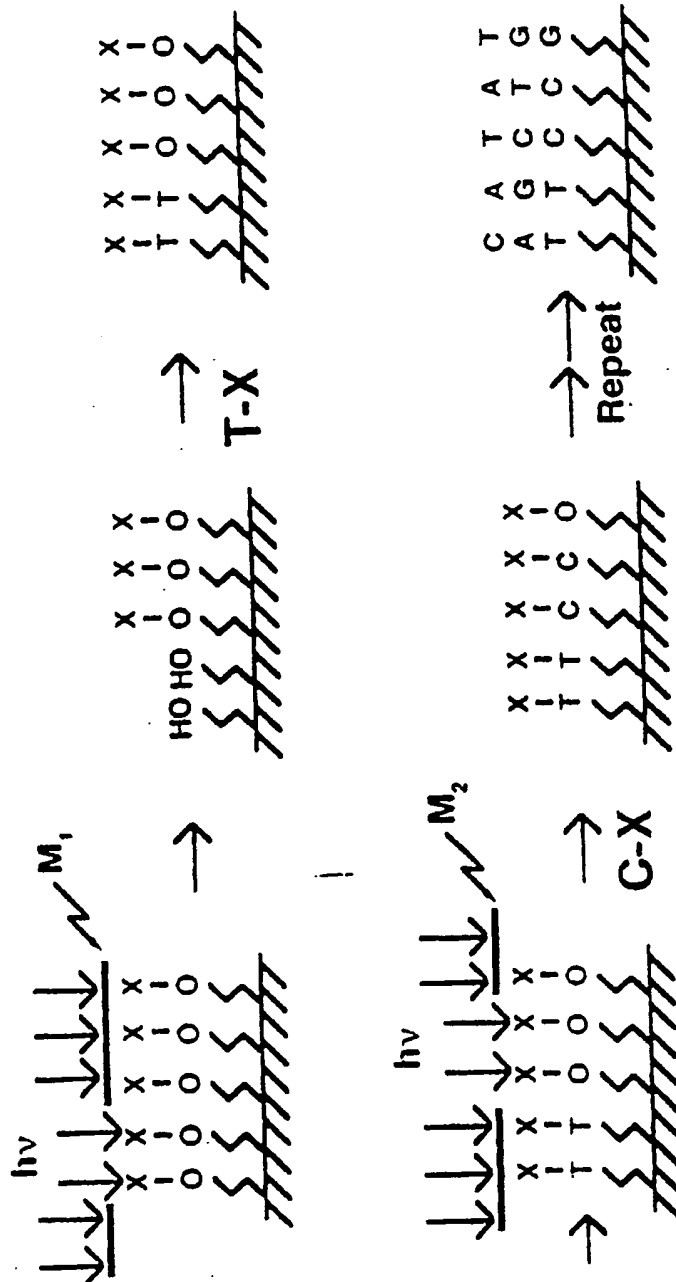 hν
M₁
X X X X X
O O O O O
X X X
HO HO O O O
T-X
X X X X X
T T O O O
hν
M₂
X X X X X
T T O O O
C-X
X X X X X
T T C C O
Repeat
C A T A T
A G C T G
T T C C G